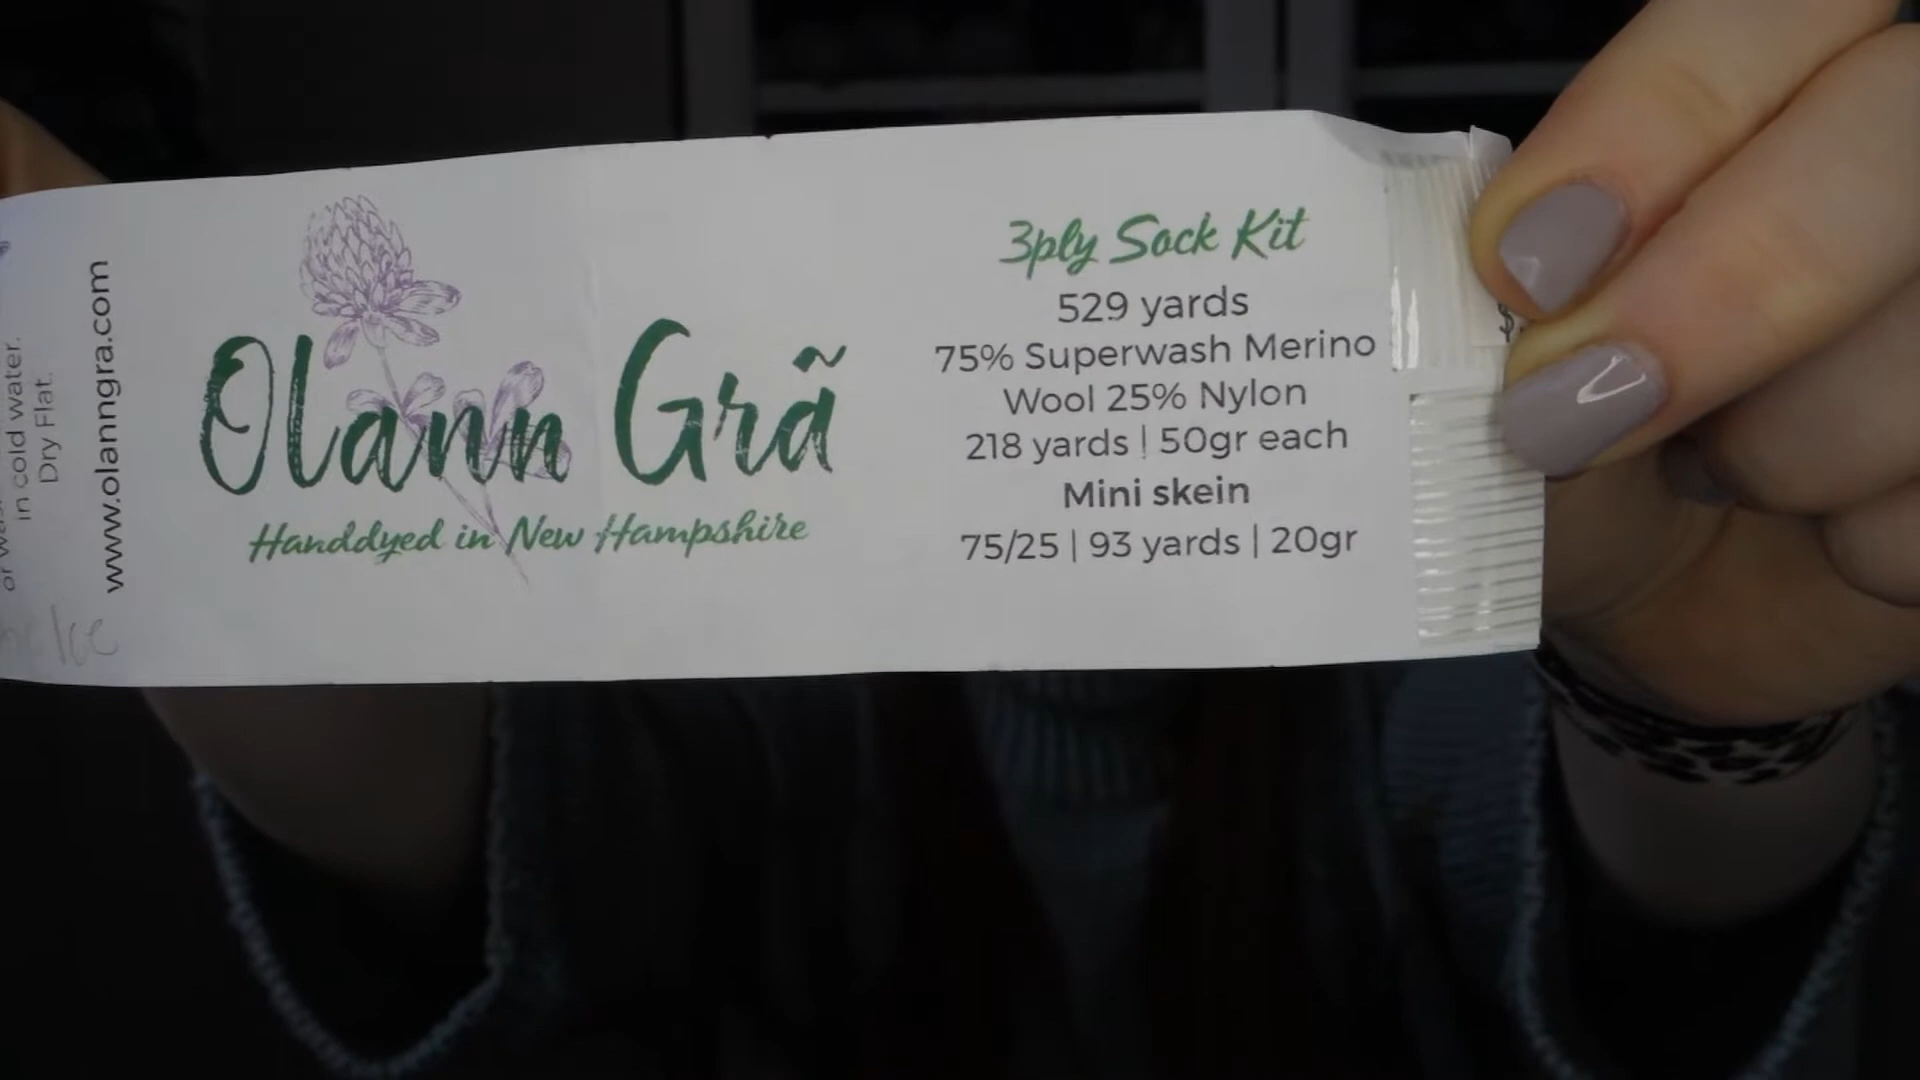 in cold water.
Dry Flat.
www.olanngra.com
Ice
Olann Grã
Handdyed in New Hampshire
3ply Sock Kit
529 yards
75% Superwash Merino
Wool 25% Nylon
218 yards | 50gr each
Mini skein
75/25 | 93 yards | 20gr
$